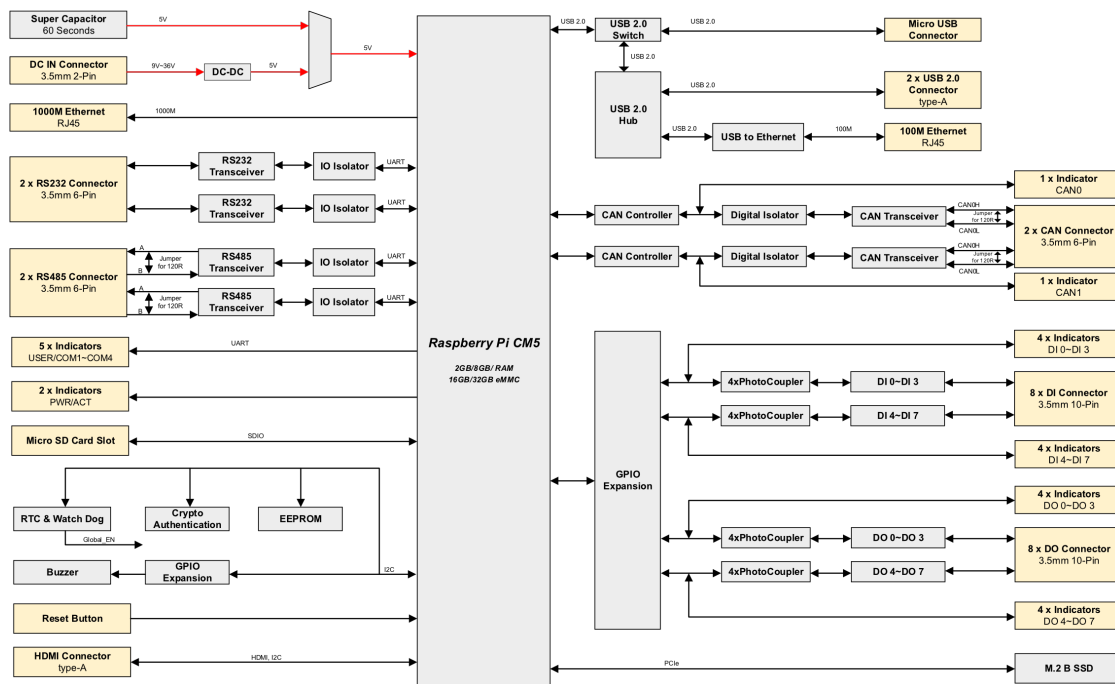 Super Capacitor
60 Seconds
5V
DC IN Connector
3.5mm 2-Pin
9V~36V
DC-DC
5V
5V
1000M Ethernet
RJ45
1000M
2 x RS232 Connector
3.5mm 6-Pin
RS232
Transceiver
IO Isolator
UART
RS232
Transceiver
IO Isolator
UART
2 x RS485 Connector
3.5mm 6-Pin
A
B
Jumper
for 120R
RS485
Transceiver
IO Isolator
UART
A
B
Jumper
for 120R
RS485
Transceiver
IO Isolator
UART
5 x Indicators
USER/COM1~COM4
UART
2 x Indicators
PWR/ACT
Micro SD Card Slot
SDIO
RTC & Watch Dog
Crypto
Authentication
EEPROM
Global_EN
Buzzer
GPIO
Expansion
I2C
Reset Button
HDMI Connector
type-A
HDMI, I2C
Raspberry Pi CM5
2GB/8GB/ RAM
16GB/32GB eMMC
USB 2.0
USB 2.0
Switch
USB 2.0
Micro USB
Connector
USB 2.0
USB 2.0
Hub
USB 2.0
2 x USB 2.0
Connector
type-A
USB 2.0
USB to Ethernet
100M
100M Ethernet
RJ45
1 x Indicator
CAN0
CAN Controller
Digital Isolator
CAN Transceiver
CAN0H
Jumper
for 120R
CAN0L
2 x CAN Connector
3.5mm 6-Pin
CAN Controller
Digital Isolator
CAN Transceiver
CAN0H
Jumper
for 120R
CAN0L
1 x Indicator
CAN1
GPIO
Expansion
4 x Indicators
DI 0~DI 3
4xPhotoCoupler
DI 0~DI 3
8 x DI Connector
3.5mm 10-Pin
4xPhotoCoupler
DI 4~DI 7
4 x Indicators
DI 4~DI 7
4 x Indicators
DO 0~DO 3
4xPhotoCoupler
DO 0~DO 3
8 x DO Connector
3.5mm 10-Pin
4xPhotoCoupler
DO 4~DO 7
4 x Indicators
DO 4~DO 7
PCIe
M.2 B SSD